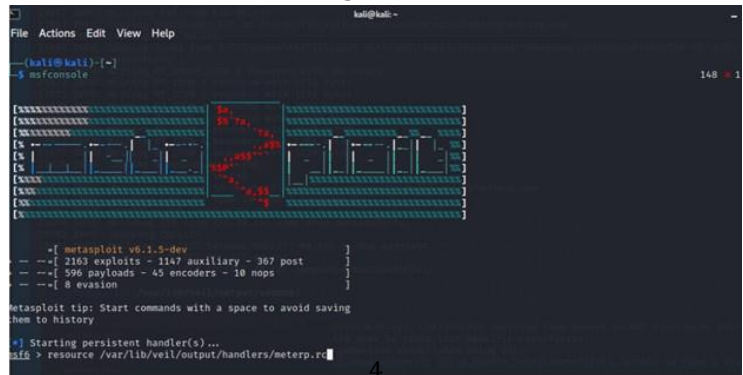 kali@kali: ~
File Actions Edit View Help
(kali㉿kali)-[~]
$ msfconsole
148 1
=[ metasploit v6.1.5-dev ]
-- --=[ 2163 exploits - 1147 auxiliary - 367 post ]
-- --=[ 596 payloads - 45 encoders - 10 nops ]
-- --=[ 8 evasion ]
Metasploit tip: Start commands with a space to avoid saving
them to history
[*] Starting persistent handler(s)...
msf6 > resource /var/lib/veil/output/handlers/meterp.rc
4